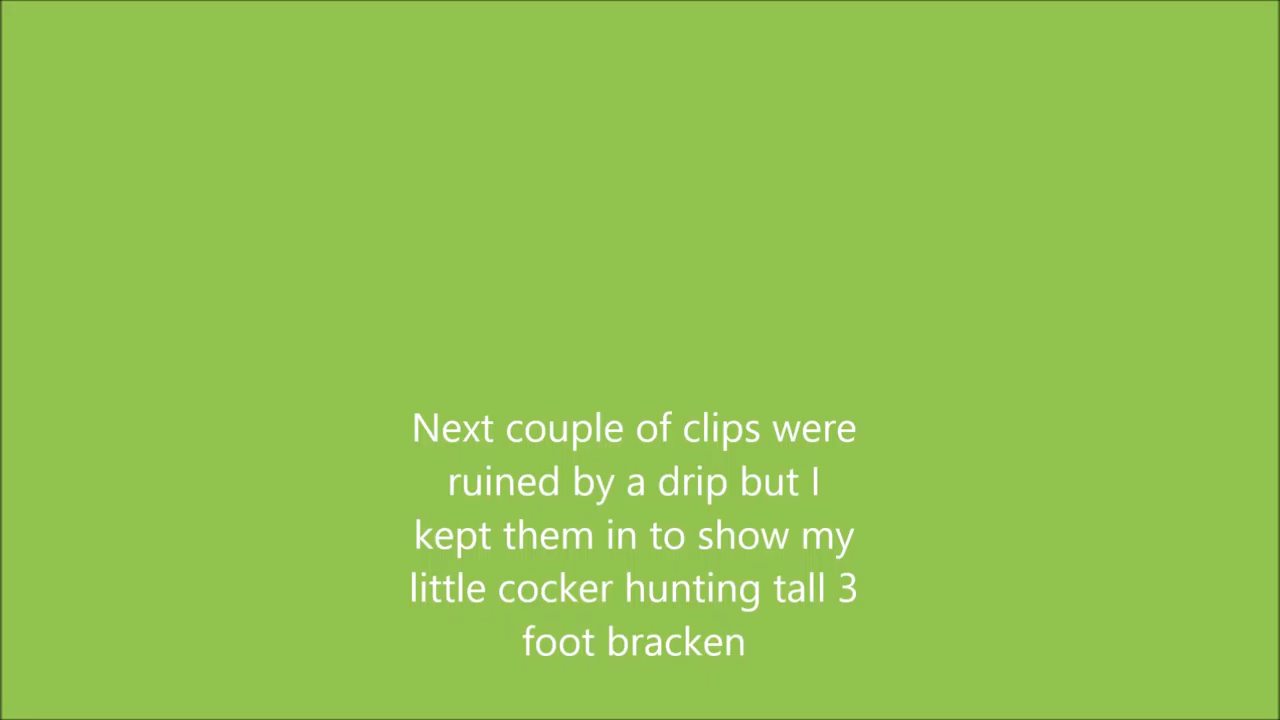 Next couple of clips were
ruined by a drip but I
kept them in to show my
little cocker hunting tall 3
foot bracken